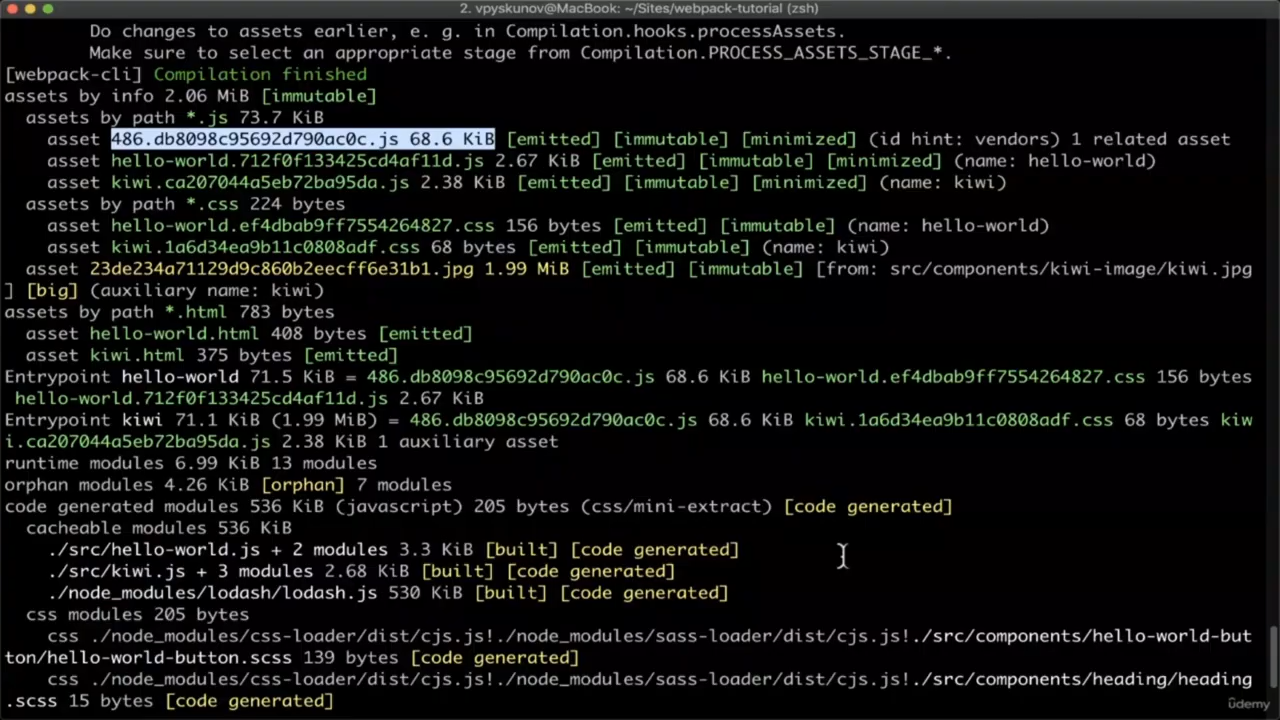 2. vpyskunov@MacBook: ~/Sites/webpack-tutorial (zsh)
Do changes to assets earlier, e. g. in Compilation.hooks.processAssets.
Make sure to select an appropriate stage from Compilation.PROCESS_ASSETS_STAGE_*.
[webpack-cli] Compilation finished
assets by info 2.06 MiB [immutable]
assets by path *.js 73.7 KiB
asset 486.db8098c95692d790ac0c.js 68.6 KiB [emitted] [immutable] [minimized] (id hint: vendors) 1 related asset
asset hello-world.712f0f133425cd4af11d.js 2.67 KiB [emitted] [immutable] [minimized] (name: hello-world)
asset kiwi.ca207044a5eb72ba95da.js 2.38 KiB [emitted] [immutable] [minimized] (name: kiwi)
assets by path *.css 224 bytes
asset hello-world.ef4dbab9ff7554264827.css 156 bytes [emitted] [immutable] (name: hello-world)
asset kiwi.1a6d34ea9b11c0808adf.css 68 bytes [emitted] [immutable] (name: kiwi)
asset 23de234a71129d9c860b2eecff6e31b1.jpg 1.99 MiB [emitted] [immutable] [from: src/components/kiwi-image/kiwi.jpg
] [big] (auxiliary name: kiwi)
assets by path *.html 783 bytes
asset hello-world.html 408 bytes [emitted]
asset kiwi.html 375 bytes [emitted]
Entrypoint hello-world 71.5 KiB = 486.db8098c95692d790ac0c.js 68.6 KiB hello-world.ef4dbab9ff7554264827.css 156 bytes
hello-world.712f0f133425cd4af11d.js 2.67 KiB
Entrypoint kiwi 71.1 KiB (1.99 MiB) = 486.db8098c95692d790ac0c.js 68.6 KiB kiwi.1a6d34ea9b11c0808adf.css 68 bytes kiw
i.ca207044a5eb72ba95da.js 2.38 KiB 1 auxiliary asset
runtime modules 6.99 KiB 13 modules
orphan modules 4.26 KiB [orphan] 7 modules
code generated modules 536 KiB (javascript) 205 bytes (css/mini-extract) [code generated]
cacheable modules 536 KiB
./src/hello-world.js + 2 modules 3.3 KiB [built] [code generated]
./src/kiwi.js + 3 modules 2.68 KiB [built] [code generated]
./node_modules/lodash/lodash.js 530 KiB [built] [code generated]
css modules 205 bytes
css ./node_modules/css-loader/dist/cjs.js!./node_modules/sass-loader/dist/cjs.js!./src/components/hello-world-but
ton/hello-world-button.scss 139 bytes [code generated]
css ./node_modules/css-loader/dist/cjs.js!./node_modules/sass-loader/dist/cjs.js!./src/components/heading/heading
.scss 15 bytes [code generated]
ûdemy